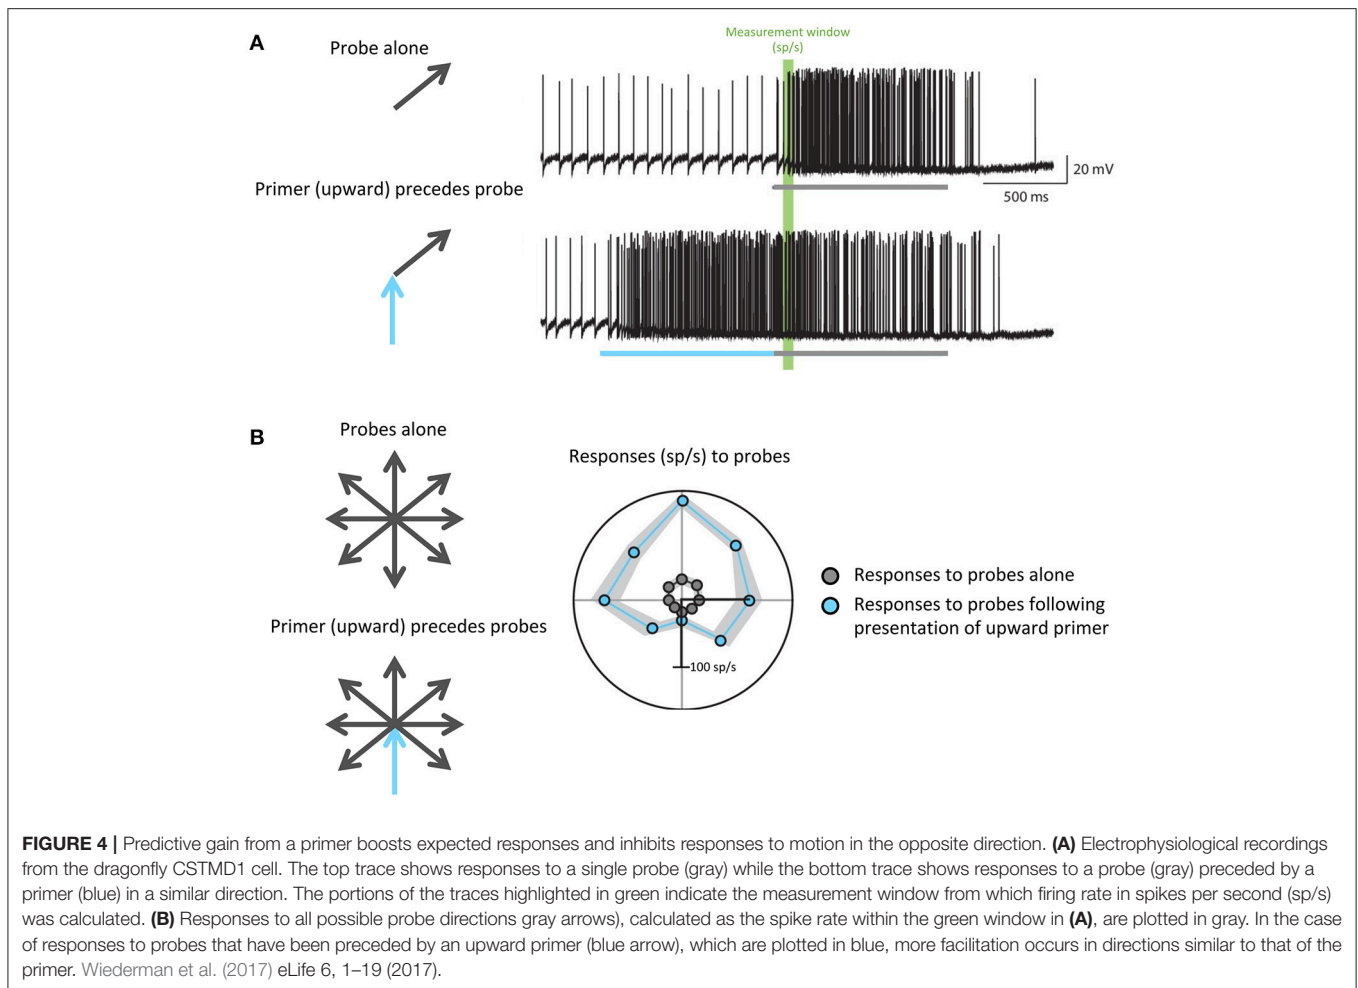 A
Probe alone
Measurement window
(sp/s)
20 mV
500 ms
Primer (upward) precedes probe
B
Probes alone
Responses (sp/s) to probes
Responses to probes alone
Responses to probes following
presentation of upward primer
Primer (upward) precedes probes
100 sp/s
FIGURE 4 | Predictive gain from a primer boosts expected responses and inhibits responses to motion in the opposite direction. (A) Electrophysiological recordings
from the dragonfly CSTMD1 cell. The top trace shows responses to a single probe (gray) while the bottom trace shows responses to a probe (gray) preceded by a
primer (blue) in a similar direction. The portions of the traces highlighted in green indicate the measurement window from which firing rate in spikes per second (sp/s)
was calculated. (B) Responses to all possible probe directions gray arrows), calculated as the spike rate within the green window in (A), are plotted in gray. In the case
of responses to probes that have been preceded by an upward primer (blue arrow), which are plotted in blue, more facilitation occurs in directions similar to that of the
primer. Wiederman et al. (2017) eLife 6, 1–19 (2017).